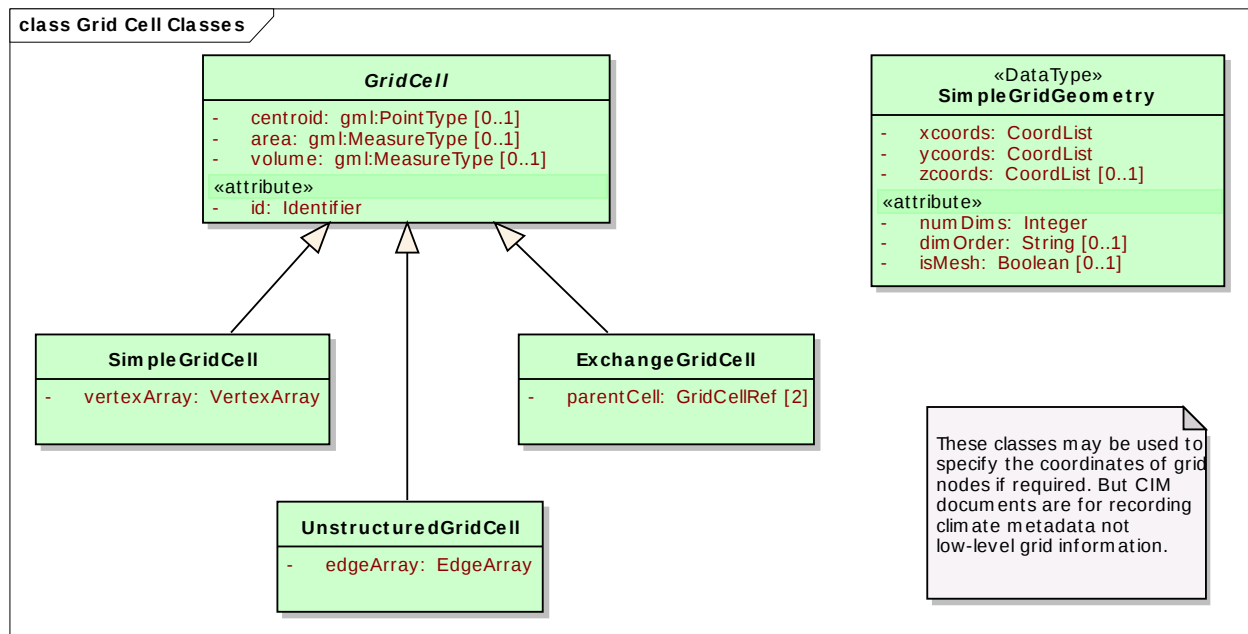 class Grid Cell Classes
GridCell
- centroid: gml:PointType [0..1]
- area: gml:MeasureType [0..1]
- volume: gml:MeasureType [0..1]
«attribute»
- id: Identifier
«DataType»
SimpleGridGeometry
- xcoords: CoordList
- ycoords: CoordList
- zcoords: CoordList [0..1]
«attribute»
- numDims: Integer
- dimOrder: String [0..1]
- isMesh: Boolean [0..1]
SimpleGridCell
- vertexArray: VertexArray
ExchangeGridCell
- parentCell: GridCellRef [2]
UnstructuredGridCell
- edgeArray: EdgeArray
These classes may be used to
specify the coordinates of grid
nodes if required. But CIM
documents are for recording
climate metadata not
low-level grid information.